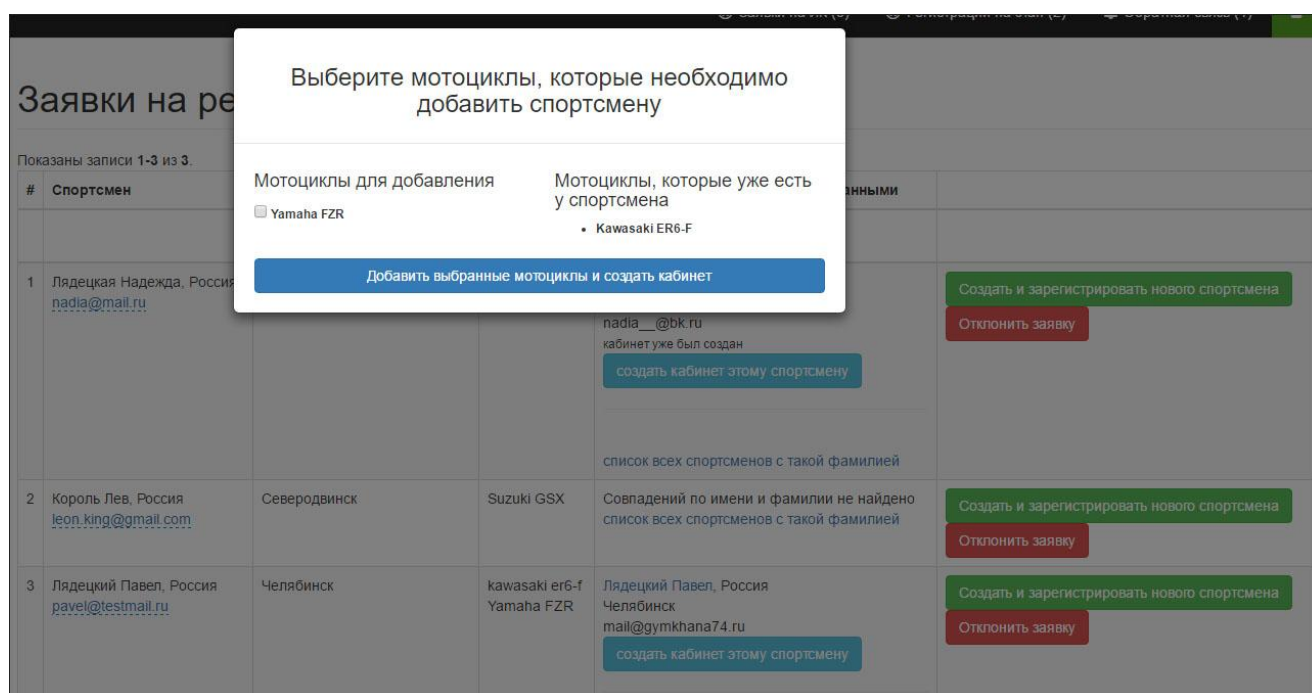 Выберите мотоциклы, которые необходимо
добавить спортсмену
Мотоциклы для добавления
Yamaha FZR
Мотоциклы, которые уже есть
у спортсмена
• Kawasaki ER6-F
Добавить выбранные мотоциклы и создать кабинет
Заявки на ре
Показаны записи 1-3 из 3.
# Спортсмен
анными
1 Лядецкая Надежда, Россия
nadia@mail.ru
nadia__@bk.ru
кабинет уже был создан
создать кабинет этому спортсмену
список всех спортсменов с такой фамилией
Создать и зарегистрировать нового спортсмена
Отклонить заявку
2 Король Лев, Россия
leon.king@gmail.com
Северодвинск
Suzuki GSX
Совпадений по имени и фамилии не найдено
список всех спортсменов с такой фамилией
Создать и зарегистрировать нового спортсмена
Отклонить заявку
3 Лядецкий Павел, Россия
pavel@testmail.ru
Челябинск
kawasaki er6-f
Yamaha FZR
Лядецкий Павел, Россия
Челябинск
mail@gymkhana74.ru
создать кабинет этому спортсмену
Создать и зарегистрировать нового спортсмена
Отклонить заявку